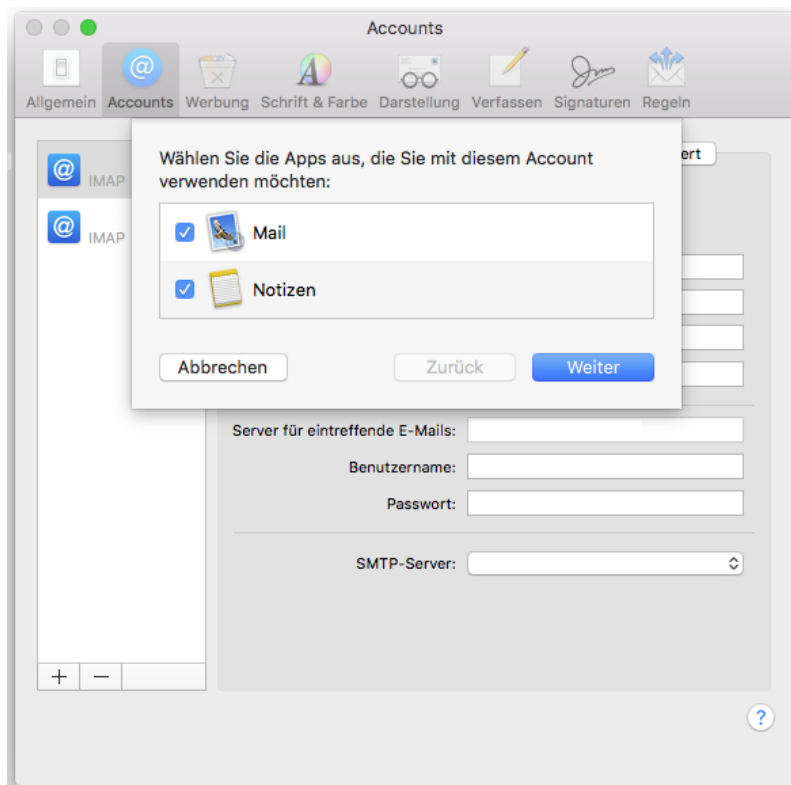 Accounts
Allgemein Accounts Werbung Schrift & Farbe Darstellung Verfassen Signaturen Regeln
Wählen Sie die Apps aus, die Sie mit diesem Account
verwenden möchten:
Mail
Notizen
Abbrechen Zurück Weiter
IMAP
IMAP
ert
Server für eintreffende E-Mails:
Benutzername:
Passwort:
SMTP-Server:
+ −
?